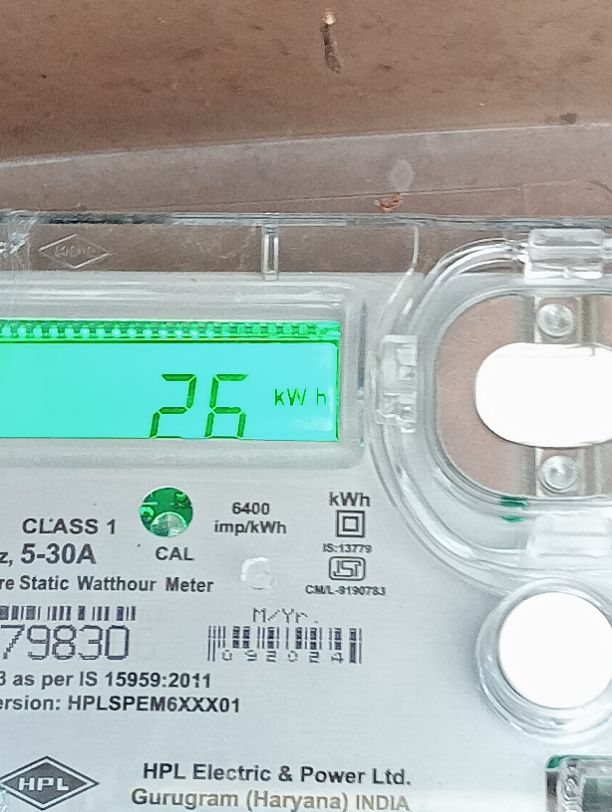 26 kWh
6400
imp/kWh
kWh
CLASS 1
z, 5-30A
CAL
IS:13779
ISI
CM/L-9190783
re Static Watthour Meter
M/Yr.
79830
092024
3 as per IS 15959:2011
ersion: HPLSPEM6XXX01
HPL
HPL Electric & Power Ltd.
Gurugram (Haryana) INDIA